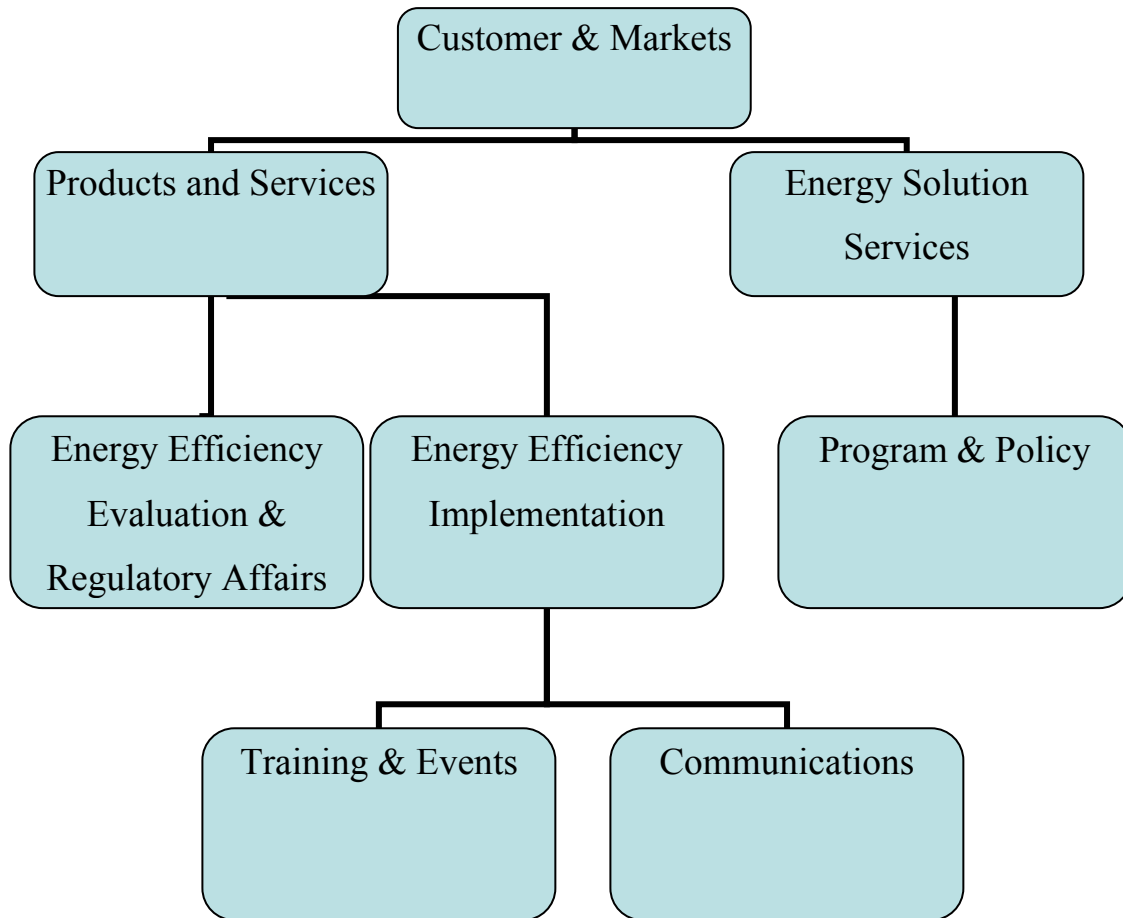 Customer & Markets
Products and Services
Energy Solution
Services
Energy Efficiency
Evaluation &
Regulatory Affairs
Energy Efficiency
Implementation
Program & Policy
Training & Events
Communications